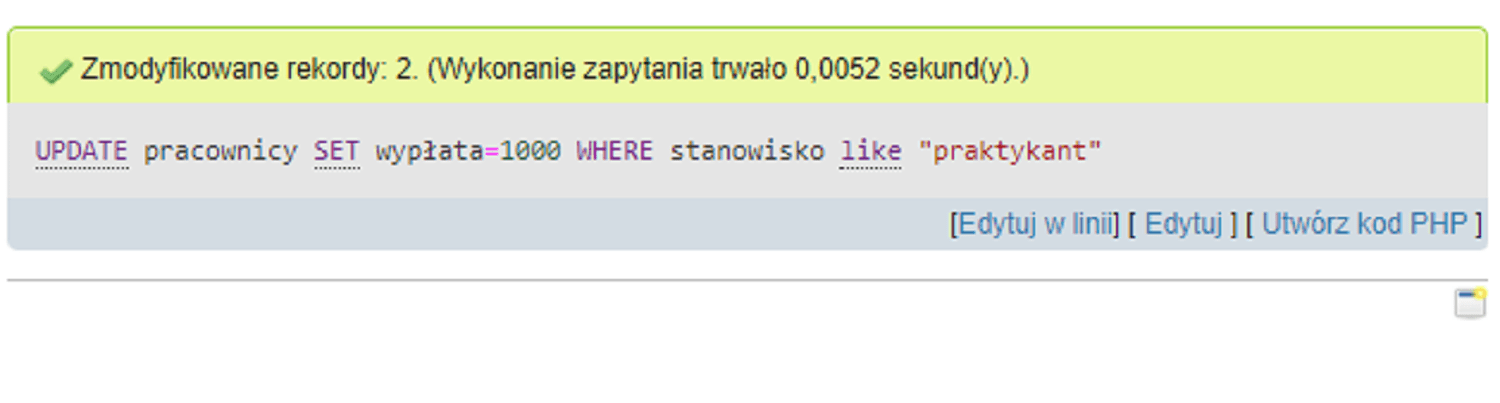 Zmodyfikowane rekordy: 2. (Wykonanie zapytania trwało 0,0052 sekund(y).)
UPDATE pracownicy SET wypłata=1000 WHERE stanowisko like "praktykant"
[Edytuj w linii] [ Edytuj ] [ Utwórz kod PHP ]